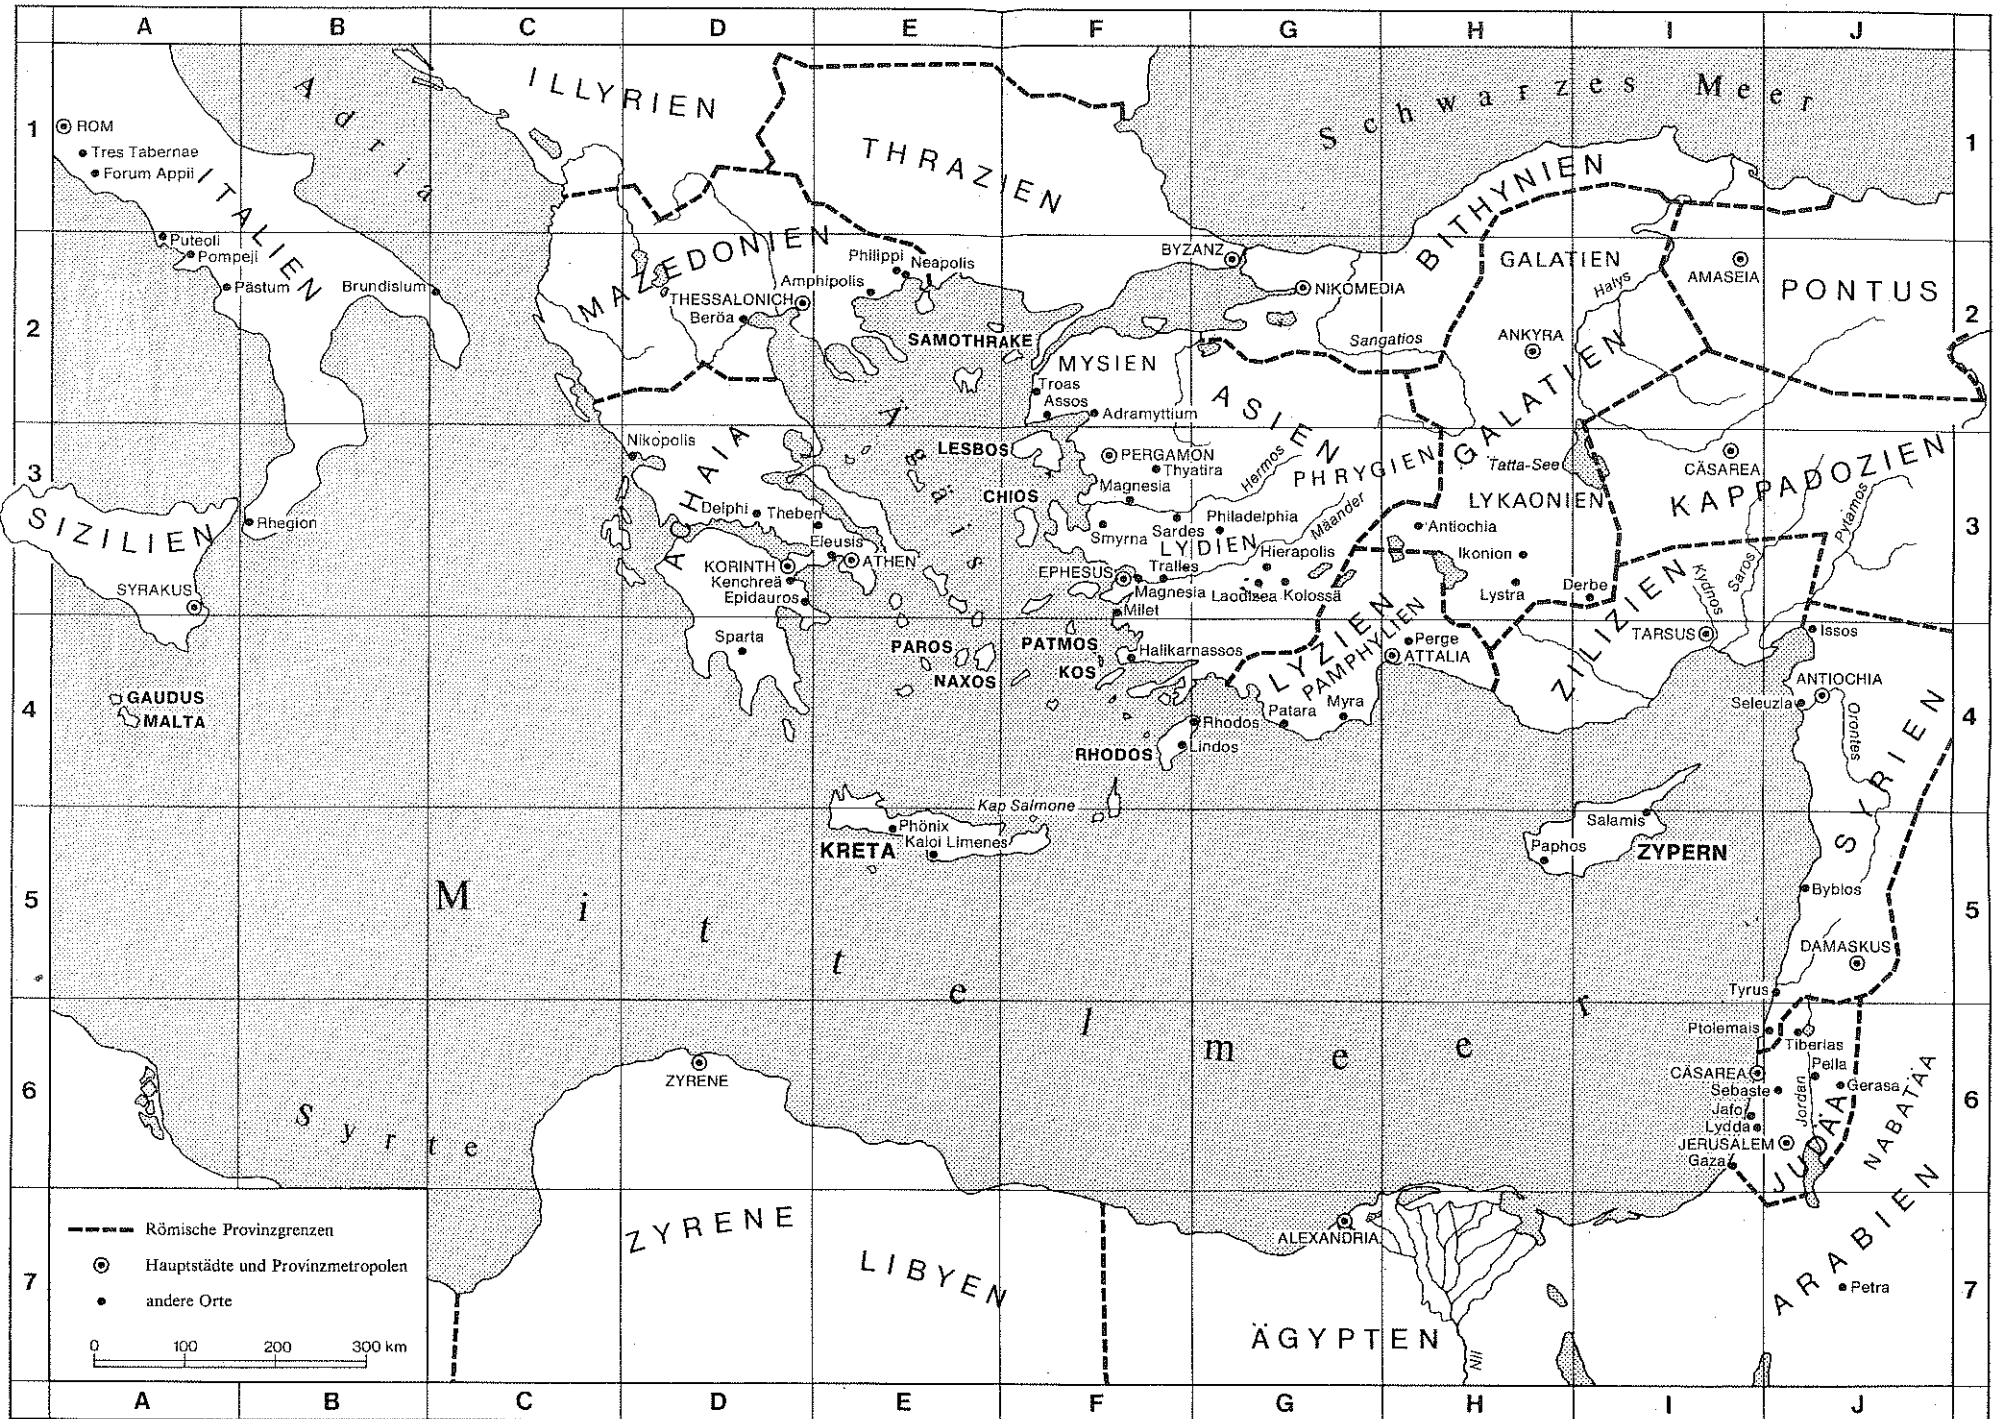 A B C D E F G H I J
ILLYRIEN
Adria
Schwarzes Meer
1
ROM
Tres Tabernae
Forum Appii
ITALIEN
THRAZIEN
BITHYNIEN
1
Puteoli
Pompeji
Pästum
Brundisium
MAZEDONIEN
Philippi
Neapolis
Amphipolis
THESSALONICH
Beröa
SAMOTHRAKE
BYZANZ
NIKOMEDIA
Sangatios
GALATIEN
Halys
AMASEIA
PONTUS
ANKYRA
2
2
MYSIEN
Troas
Assos
Adramyttium
ASIEN
GALATIEN
Nikopolis
ACHAIA
Ägäis
LESBOS
PERGAMON
Thyatira
Magnesia
Hermos
PHRYGIEN
Tatta-See
CÄSAREA
KAPPADOZIEN
Pylamos
3
SIZILIEN
Rhegion
Delphi
Theben
CHIOS
Smyrna
Sardes
Philadelphia
Mäander
LYKAONIEN
Antiochia
3
LYDIEN
Hierapolis
Ikonion
Eleusis
ATHEN
KORINTH
Kenchreä
Epidauros
EPHESUS
Tralles
Magnesia
Laodizea
Kolossä
Lystra
Derbe
ZILIZIEN
Kydnos
Saros
SYRAKUS
Milet
Sparta
PAROS
NAXOS
PATMOS
KOS
Halikarnassos
LYZIEN
PAMPHYLIEN
Perge
ATTALIA
TARSUS
Issos
4
GAUDUS
MALTA
Patara
Myra
Rhodos
Lindos
RHODOS
ANTIOCHIA
Seleuzia
Orontes
SYRIEN
4
Kap Salmone
Phönix
Kaloi Limenes
KRETA
Salamis
Paphos
ZYPERN
5
Mittelmeer
Byblos
5
DAMASKUS
Tyrus
Ptolemais
Tiberias
6
ZYRENE
Syrte
CÄSAREA
Pella
Sebaste
Gerasa
Jordan
Jafo
Lydda
JERUSALEM
Gaza
JUDÄA
NABATÄA
6
ARABIEN
Römische Provinzgrenzen
Hauptstädte und Provinzmetropolen
andere Orte
0 100 200 300 km
7
ZYRENE
LIBYEN
ALEXANDRIA
ÄGYPTEN
Nil
Petra
7
A B C D E F G H I J